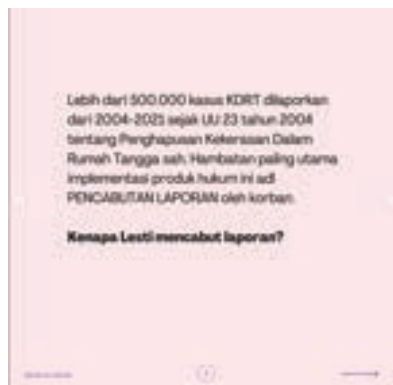 Lebih dari 500.000 kasus KDRT dilaporkan
dari 2004-2021 sejak UU 23 tahun 2004
tentang Penghapusan Kekerasan Dalam
Rumah Tangga sah. Hambatan paling utama
implementasi produk hukum ini adl
PENCABUTAN LAPORAN oleh korban.
Kenapa Lesti mencabut laporan?